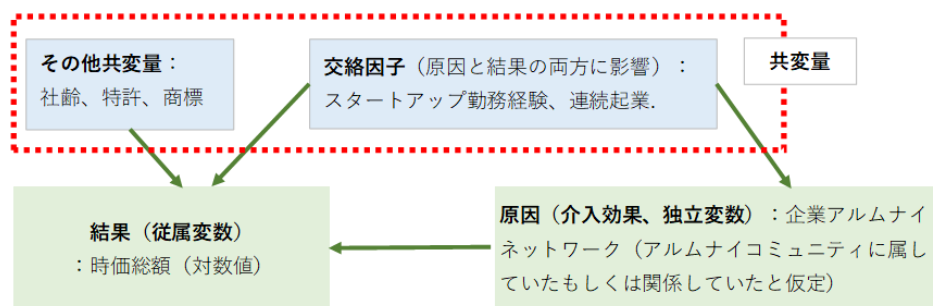 その他共変量：
社齢、特許、商標
交絡因子（原因と結果の両方に影響）：
スタートアップ勤務経験、連続起業.
共変量
結果（従属変数）
：時価総額（対数値）
原因（介入効果、独立変数）：企業アルムナイ
ネットワーク（アルムナイコミュニティに属し
ていたもしくは関係していたと仮定）